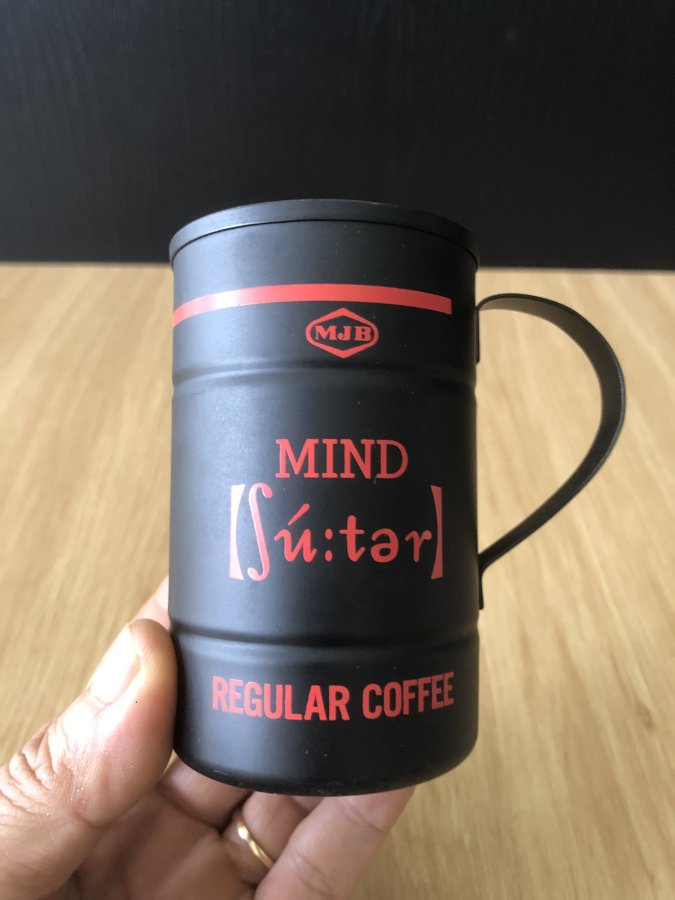 MJB
MIND
【ʃú:tər】
REGULAR COFFEE